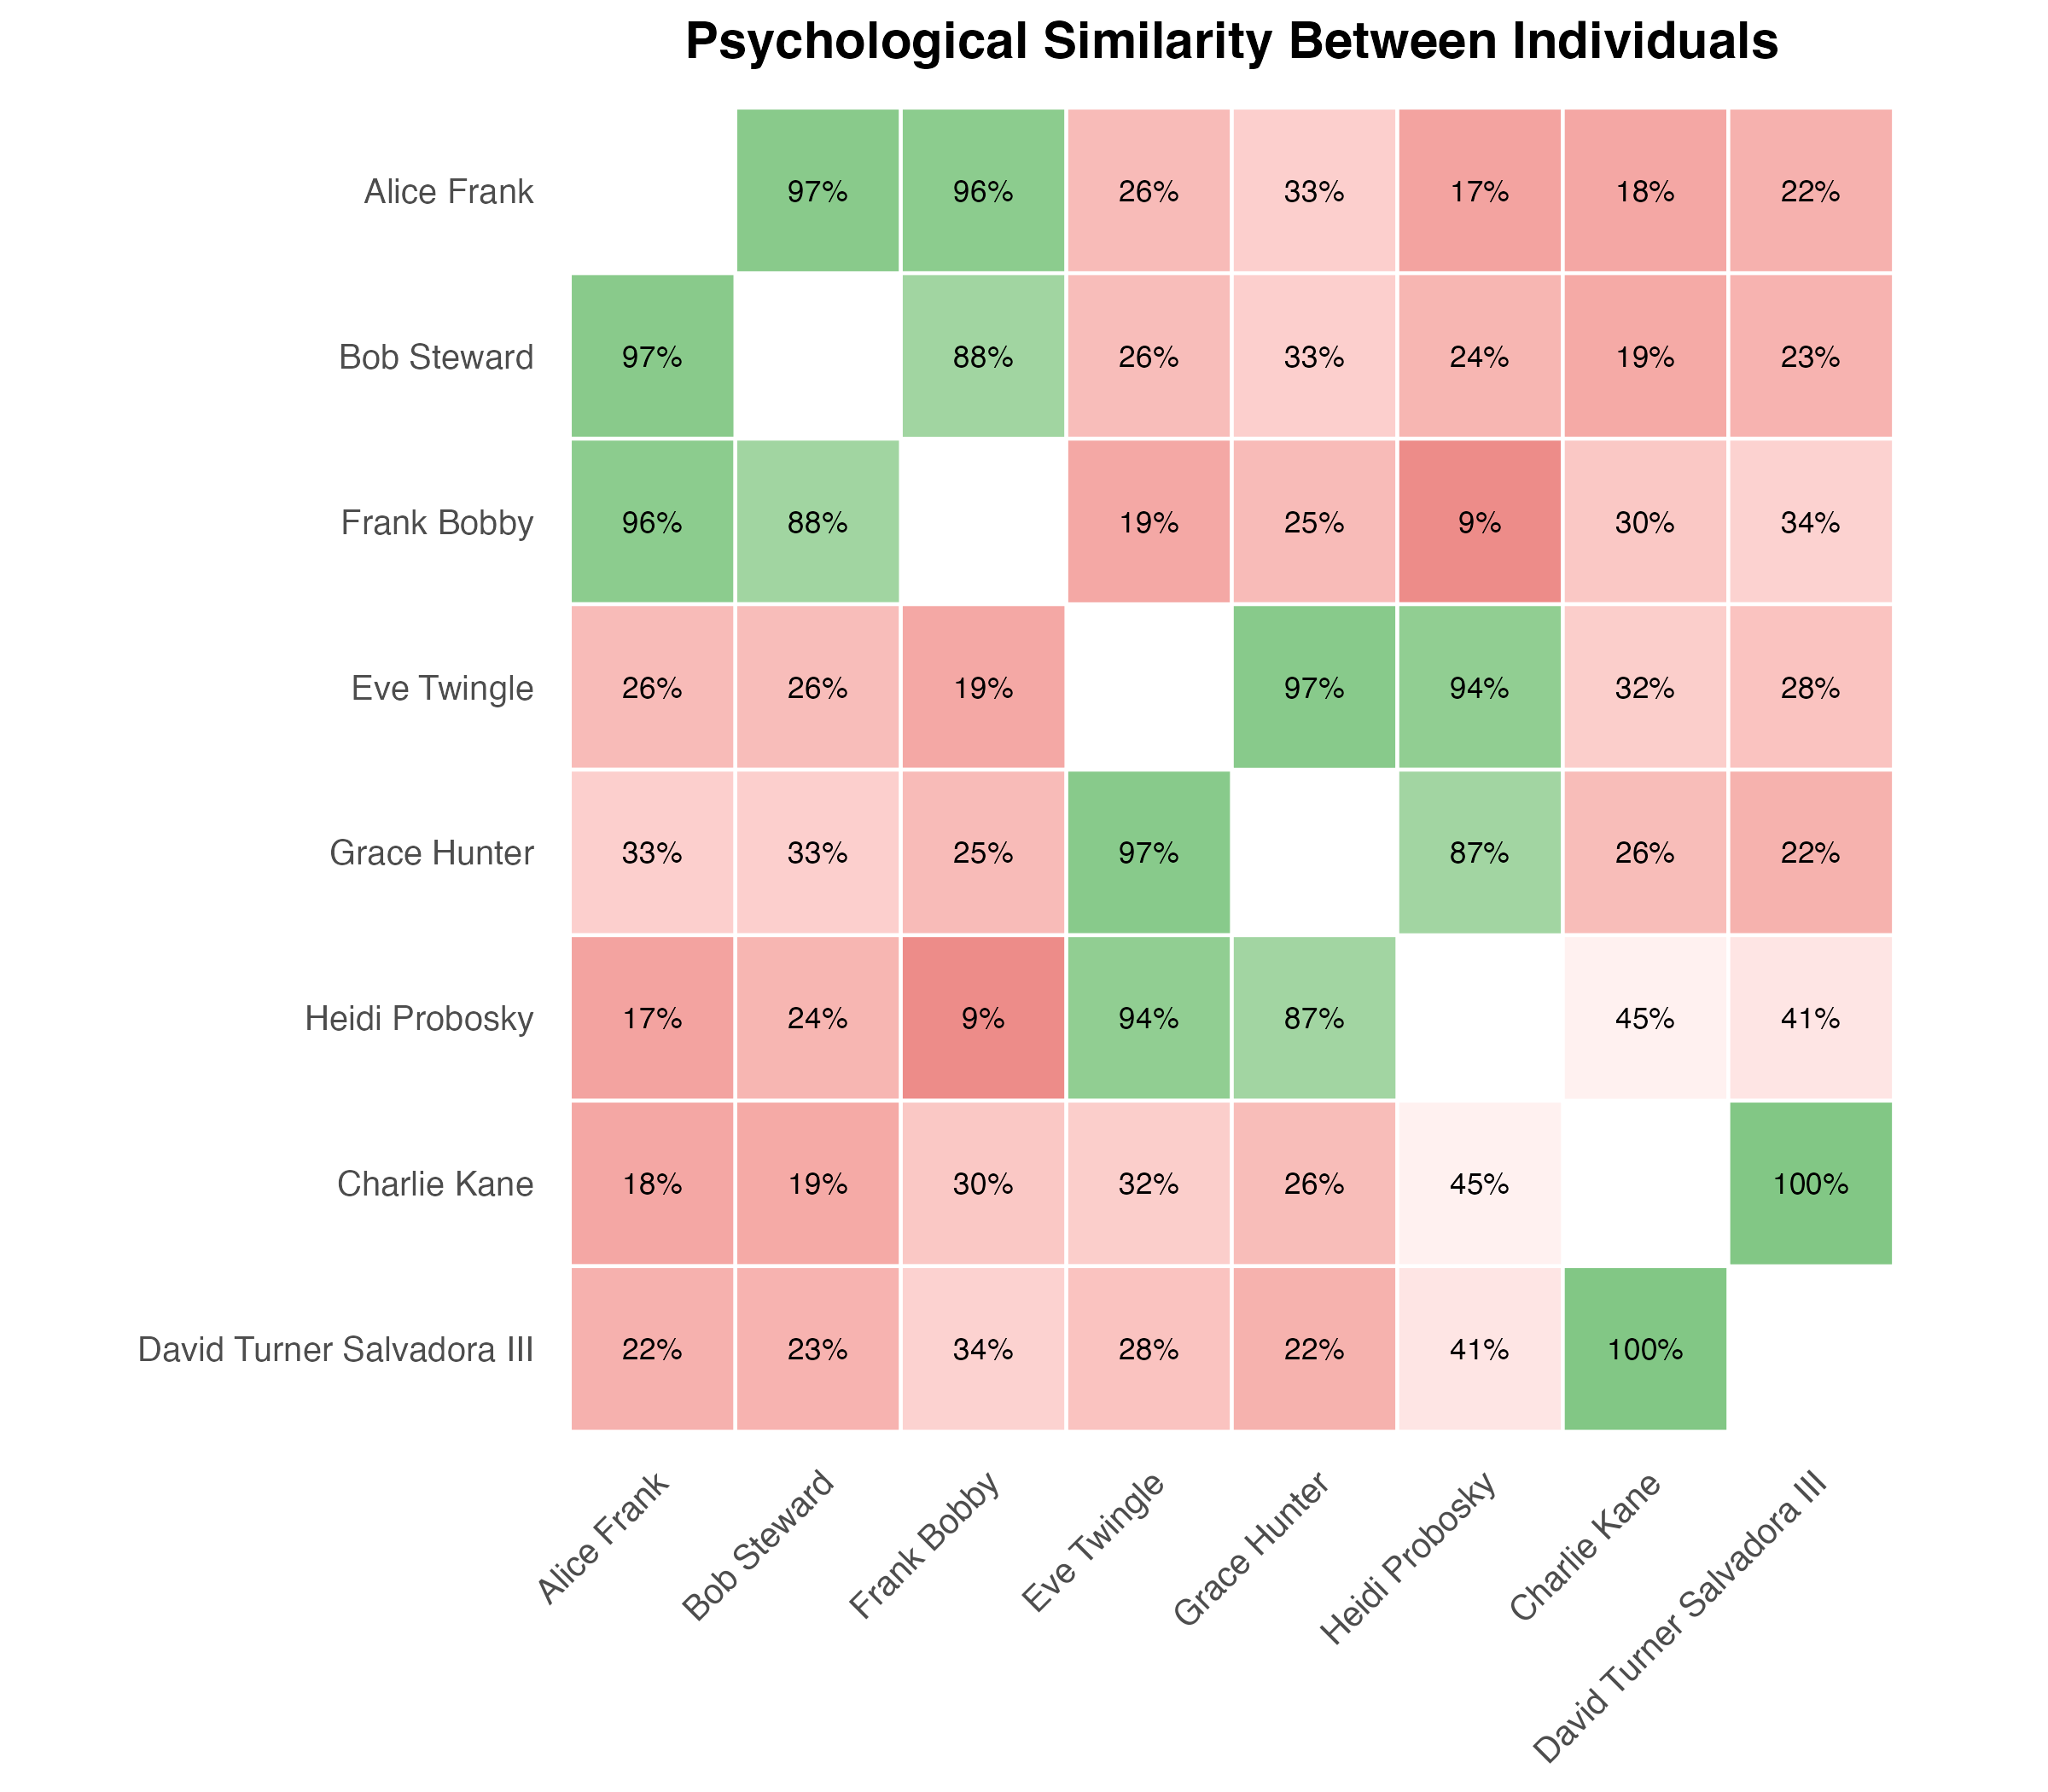 Psychological Similarity Between Individuals
Alice Frank 97% 96% 26% 33% 17% 18% 22%
Bob Steward 97% 88% 26% 33% 24% 19% 23%
Frank Bobby 96% 88% 19% 25% 9% 30% 34%
Eve Twingle 26% 26% 19% 97% 94% 32% 28%
Grace Hunter 33% 33% 25% 97% 87% 26% 22%
Heidi Probosky 17% 24% 9% 94% 87% 45% 41%
Charlie Kane 18% 19% 30% 32% 26% 45% 100%
David Turner Salvadora III 22% 23% 34% 28% 22% 41% 100%
Alice Frank
Bob Steward
Frank Bobby
Eve Twingle
Grace Hunter
Heidi Probosky
Charlie Kane
David Turner Salvadora III